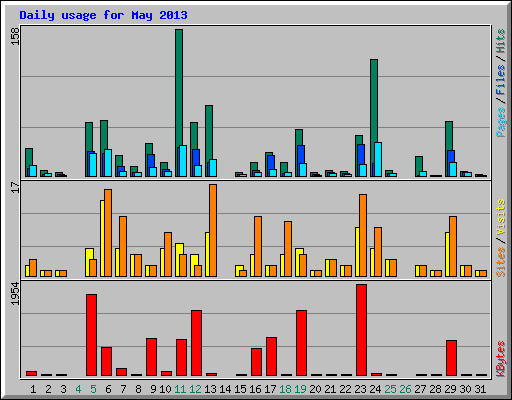 Daily usage for May 2013
158
Pages / Files / Hits
17
Sites / Visits
1954
KBytes
1 2 3 4 5 6 7 8 9 10 11 12 13 14 15 16 17 18 19 20 21 22 23 24 25 26 27 28 29 30 31